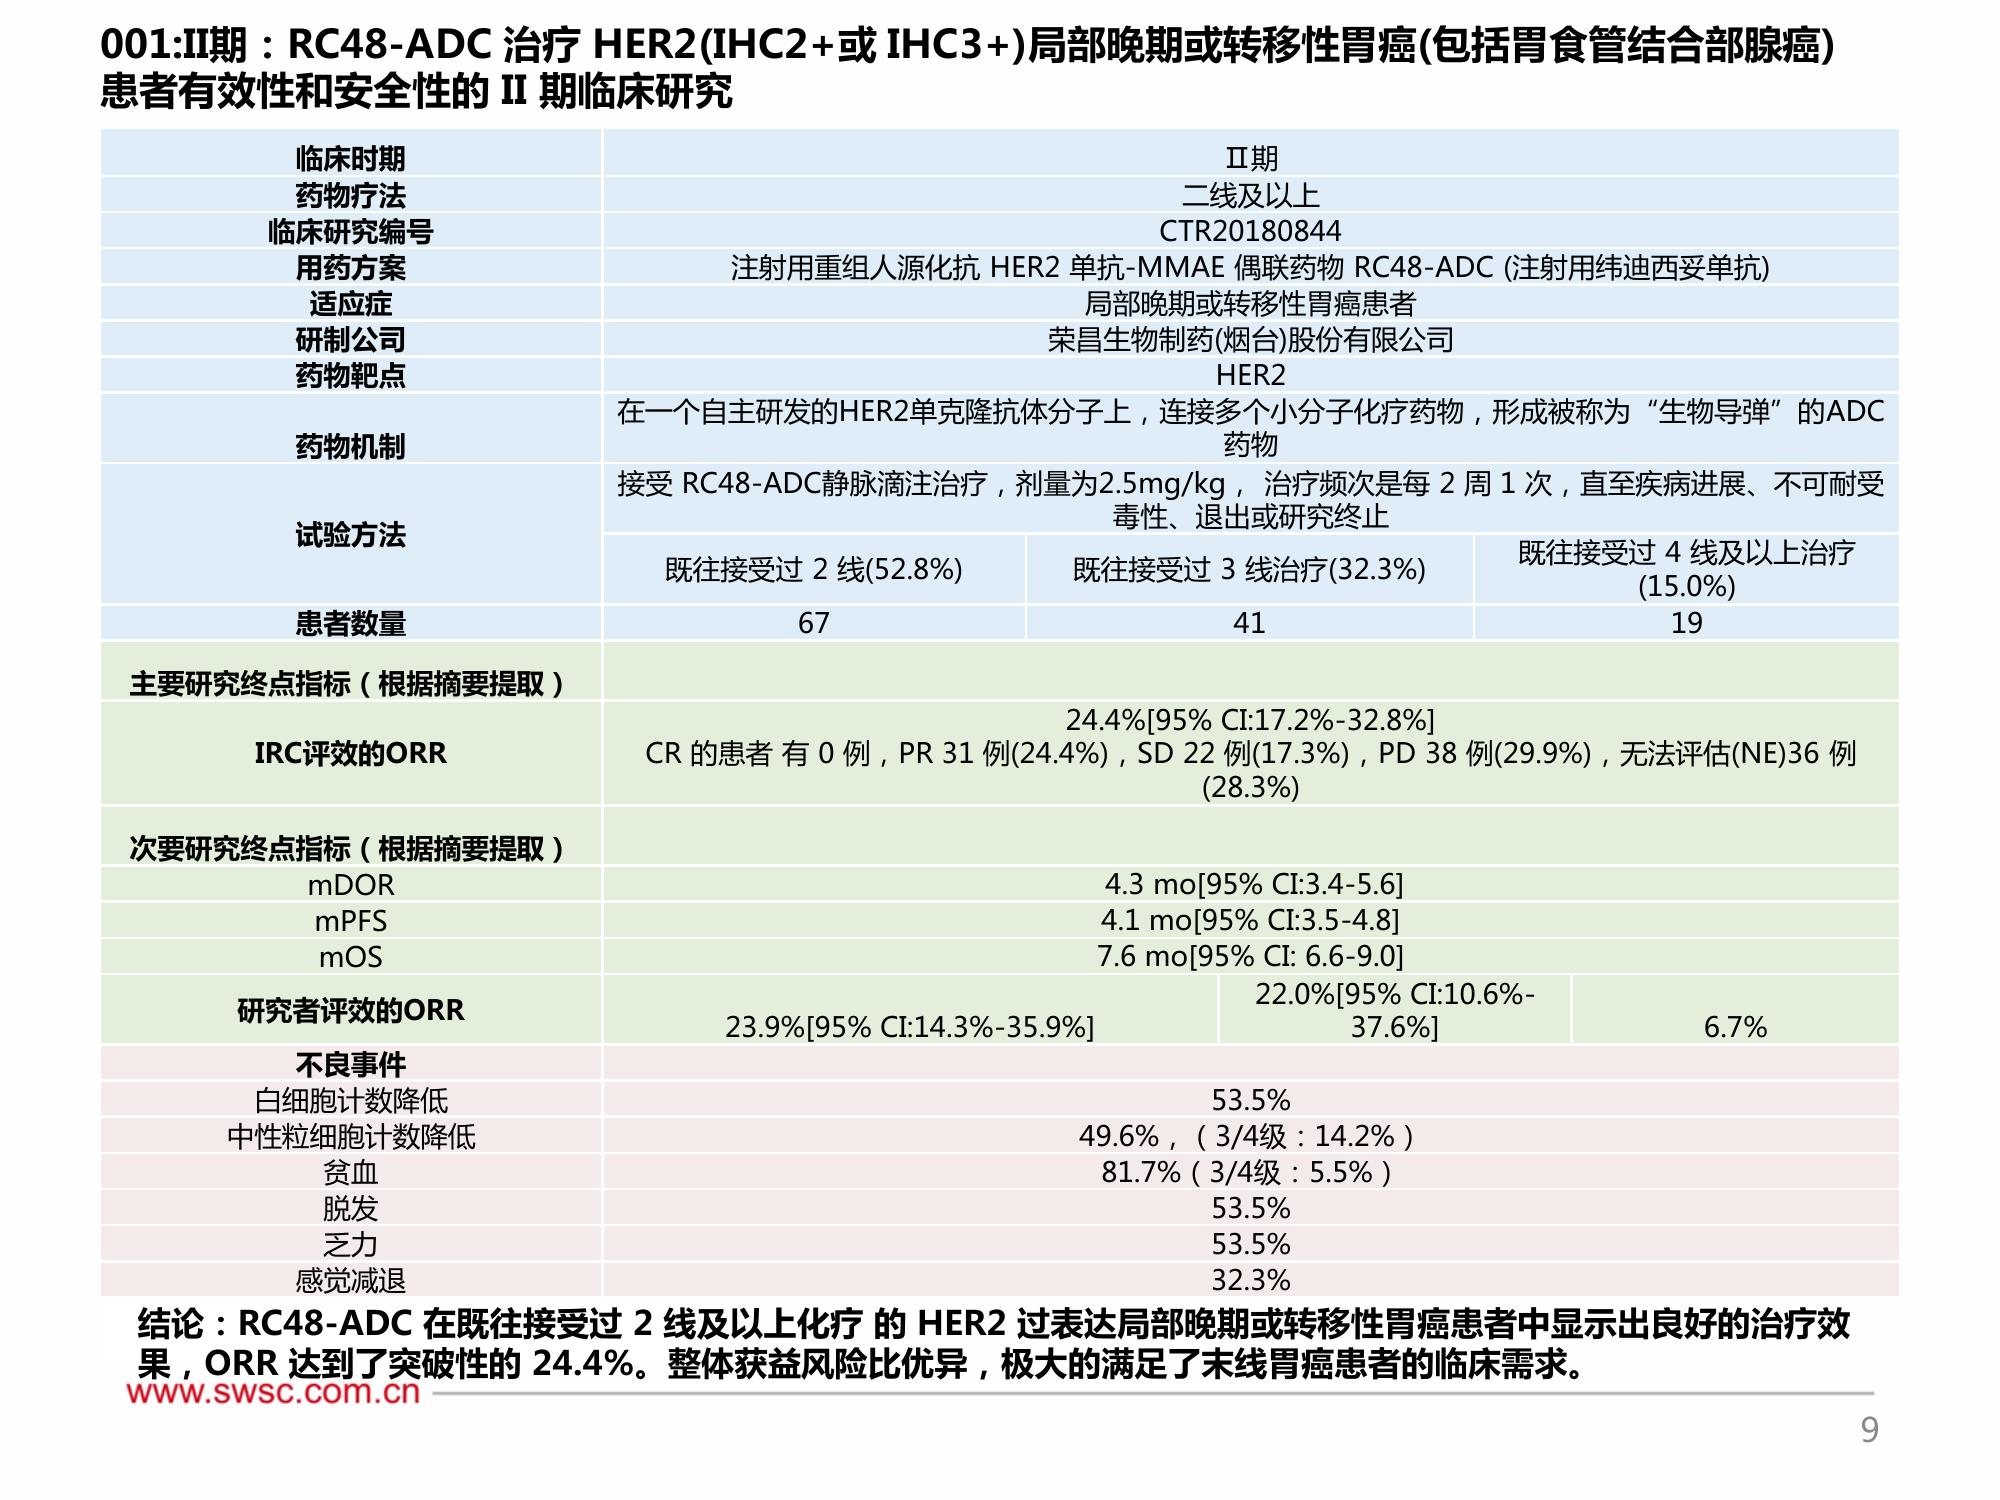 001:II期：RC48-ADC 治疗 HER2(IHC2+或 IHC3+)局部晚期或转移性胃癌(包括胃食管结合部腺癌)
患者有效性和安全性的 II 期临床研究
临床时期 Ⅱ期
药物疗法 二线及以上
临床研究编号 CTR20180844
用药方案 注射用重组人源化抗 HER2 单抗-MMAE 偶联药物 RC48-ADC (注射用纬迪西妥单抗)
适应症 局部晚期或转移性胃癌患者
研制公司 荣昌生物制药(烟台)股份有限公司
药物靶点 HER2
药物机制 在一个自主研发的HER2单克隆抗体分子上，连接多个小分子化疗药物，形成被称为“生物导弹”的ADC
药物
试验方法 接受 RC48-ADC静脉滴注治疗，剂量为2.5mg/kg， 治疗频次是每 2 周 1 次，直至疾病进展、不可耐受
毒性、退出或研究终止
既往接受过 2 线(52.8%) 既往接受过 3 线治疗(32.3%) 既往接受过 4 线及以上治疗
(15.0%)
患者数量 67 41 19
主要研究终点指标（根据摘要提取）
IRC评效的ORR 24.4%[95% CI:17.2%-32.8%]
CR 的患者 有 0 例，PR 31 例(24.4%)，SD 22 例(17.3%)，PD 38 例(29.9%)，无法评估(NE)36 例
(28.3%)
次要研究终点指标（根据摘要提取）
mDOR 4.3 mo[95% CI:3.4-5.6]
mPFS 4.1 mo[95% CI:3.5-4.8]
mOS 7.6 mo[95% CI: 6.6-9.0]
研究者评效的ORR 23.9%[95% CI:14.3%-35.9%] 22.0%[95% CI:10.6%-
37.6%] 6.7%
不良事件
白细胞计数降低 53.5%
中性粒细胞计数降低 49.6%，（3/4级：14.2%）
贫血 81.7%（3/4级：5.5%）
脱发 53.5%
乏力 53.5%
感觉减退 32.3%
结论：RC48-ADC 在既往接受过 2 线及以上化疗 的 HER2 过表达局部晚期或转移性胃癌患者中显示出良好的治疗效
果，ORR 达到了突破性的 24.4%。整体获益风险比优异，极大的满足了末线胃癌患者的临床需求。
www.swsc.com.cn
9